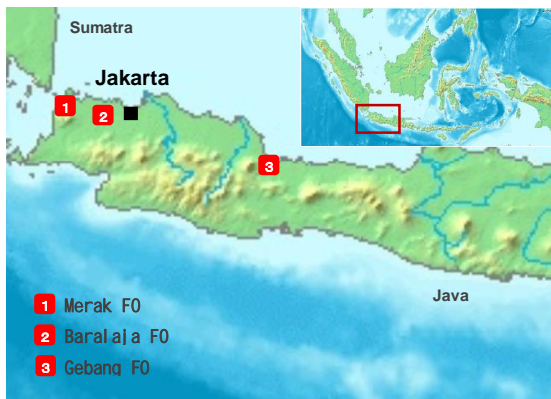 Sumatra
Jakarta
1
2
3
Java
1 Merak FO
2 Baralaja FO
3 Gebang FO